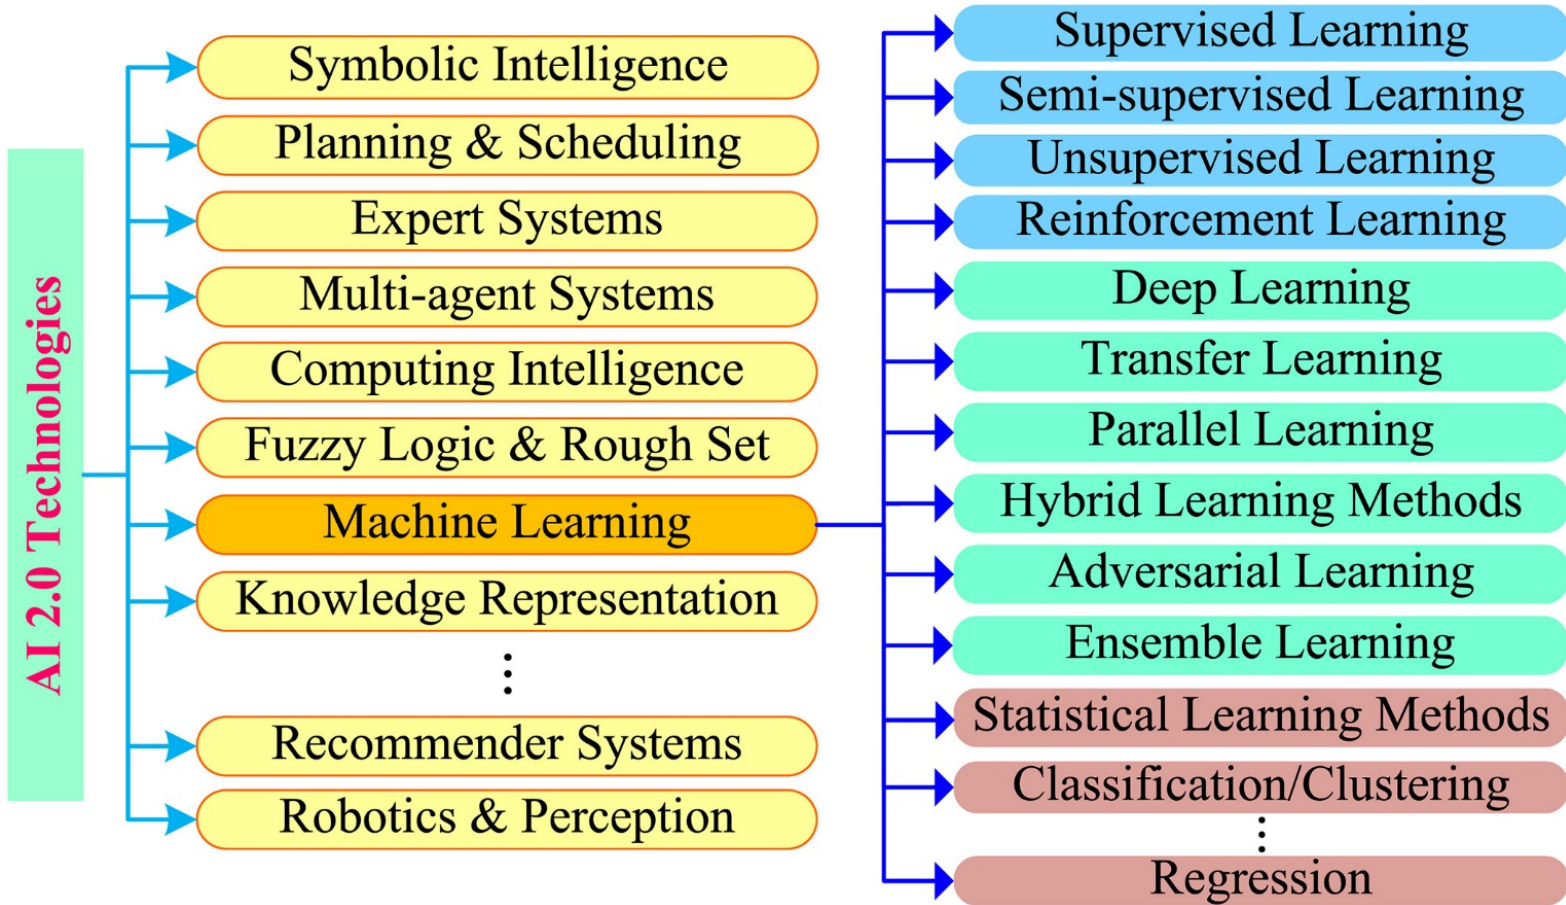 AI 2.0 Technologies
Symbolic Intelligence
Planning & Scheduling
Expert Systems
Multi-agent Systems
Computing Intelligence
Fuzzy Logic & Rough Set
Machine Learning
Knowledge Representation
⋮
Recommender Systems
Robotics & Perception
Supervised Learning
Semi-supervised Learning
Unsupervised Learning
Reinforcement Learning
Deep Learning
Transfer Learning
Parallel Learning
Hybrid Learning Methods
Adversarial Learning
Ensemble Learning
Statistical Learning Methods
Classification/Clustering
⋮
Regression